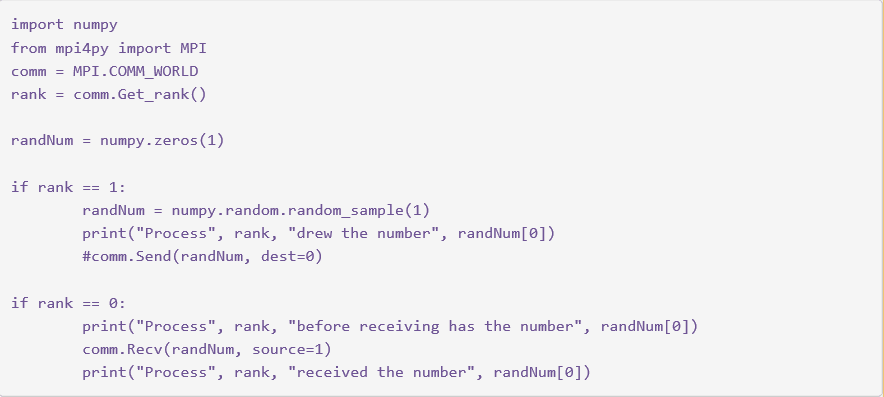 import numpy
from mpi4py import MPI
comm = MPI.COMM_WORLD
rank = comm.Get_rank()

randNum = numpy.zeros(1)

if rank == 1:
        randNum = numpy.random.random_sample(1)
        print("Process", rank, "drew the number", randNum[0])
        #comm.Send(randNum, dest=0)

if rank == 0:
        print("Process", rank, "before receiving has the number", randNum[0])
        comm.Recv(randNum, source=1)
        print("Process", rank, "received the number", randNum[0])